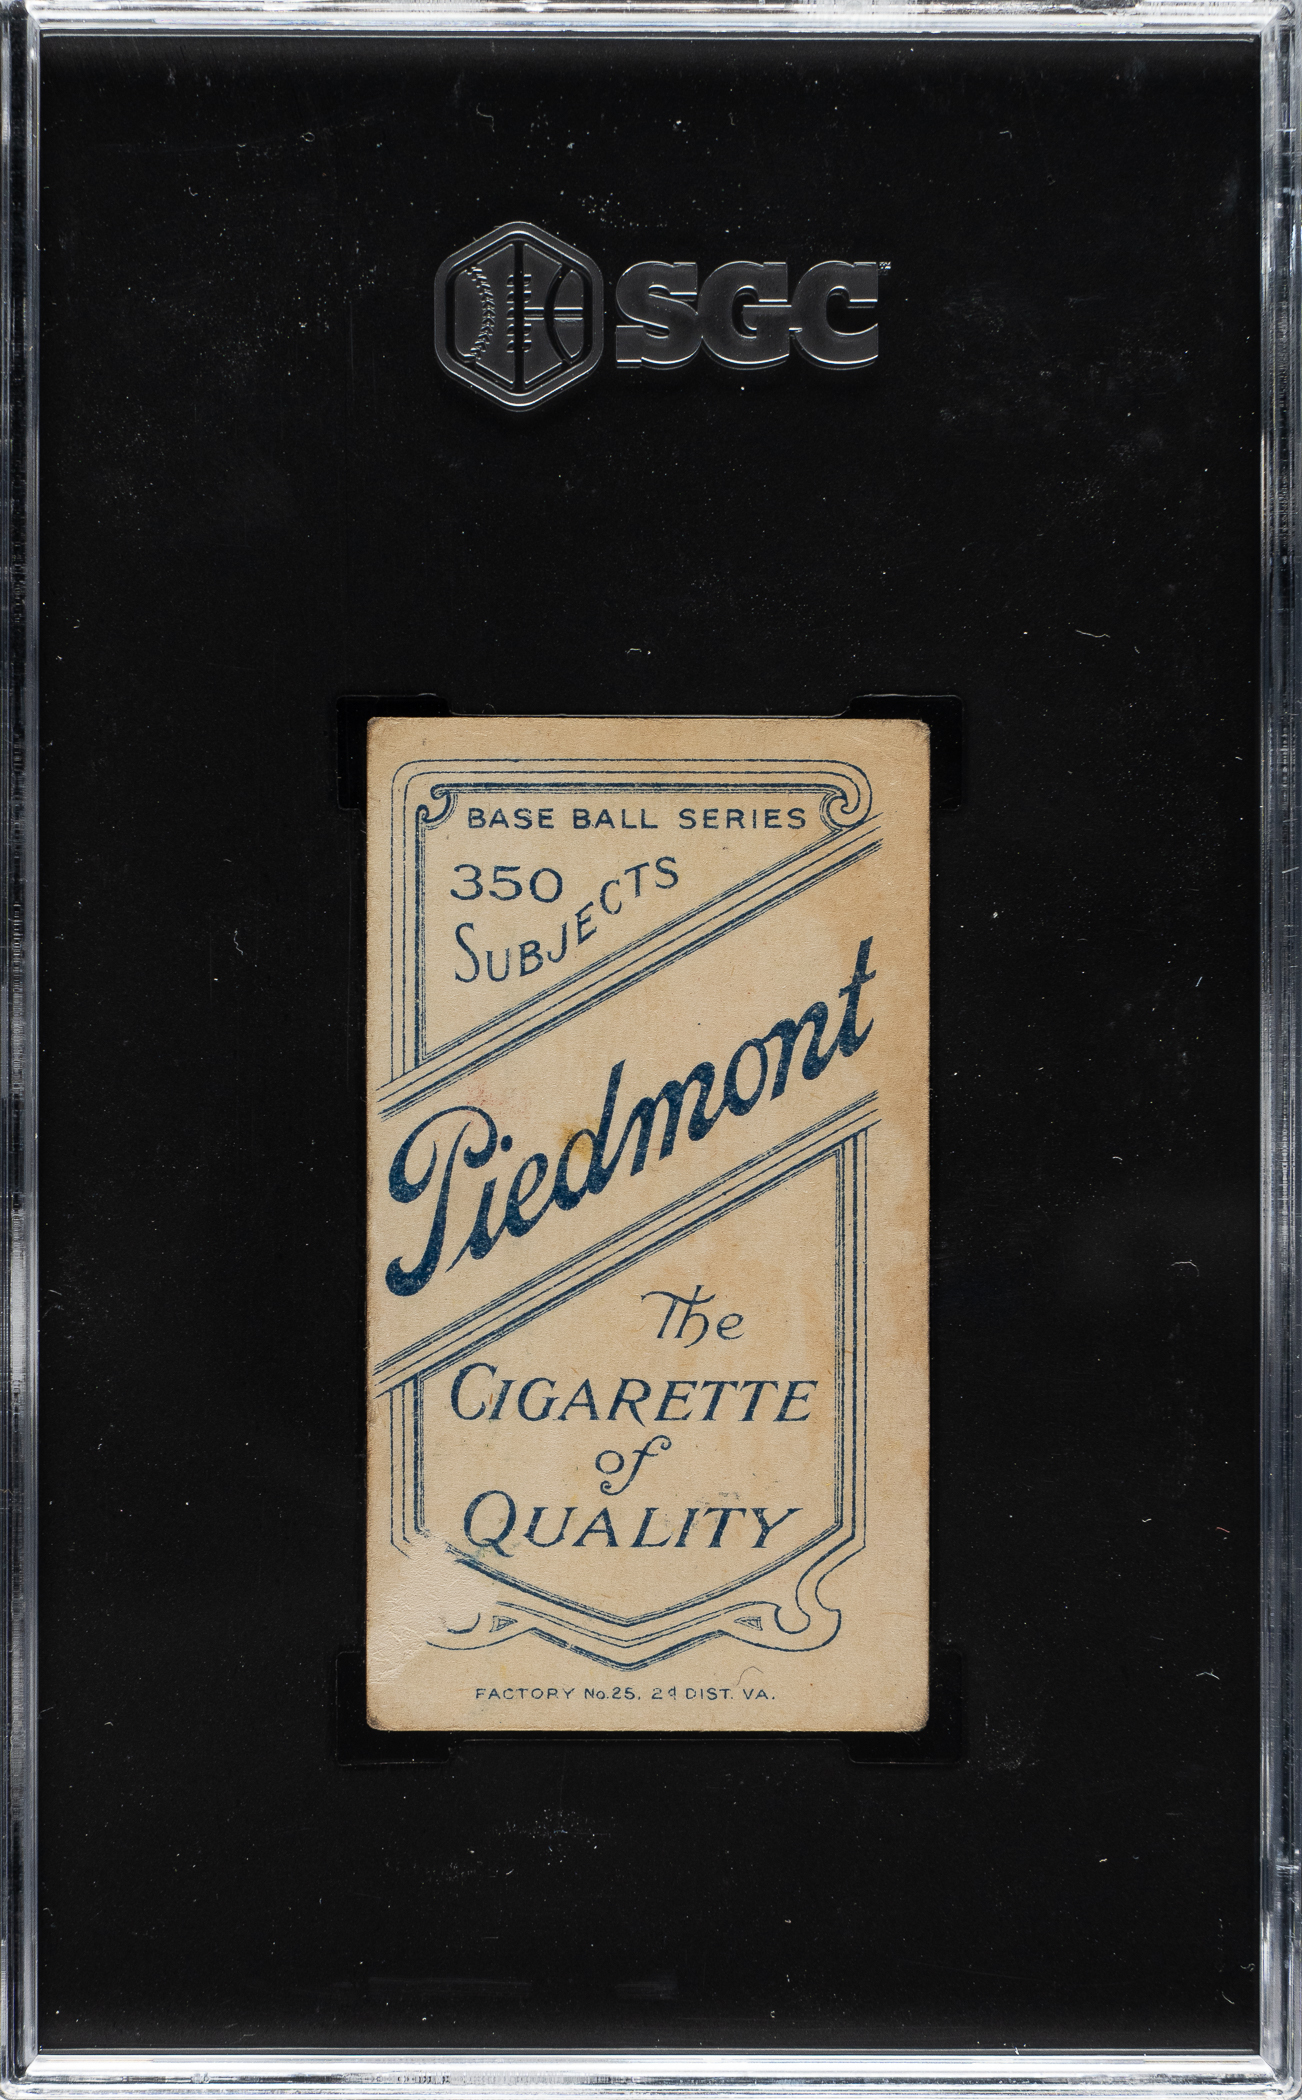 SGC
BASE BALL SERIES
350
SUBJECTS
Piedmont
The
CIGARETTE
of
QUALITY
FACTORY No. 25. 2d DIST. VA.